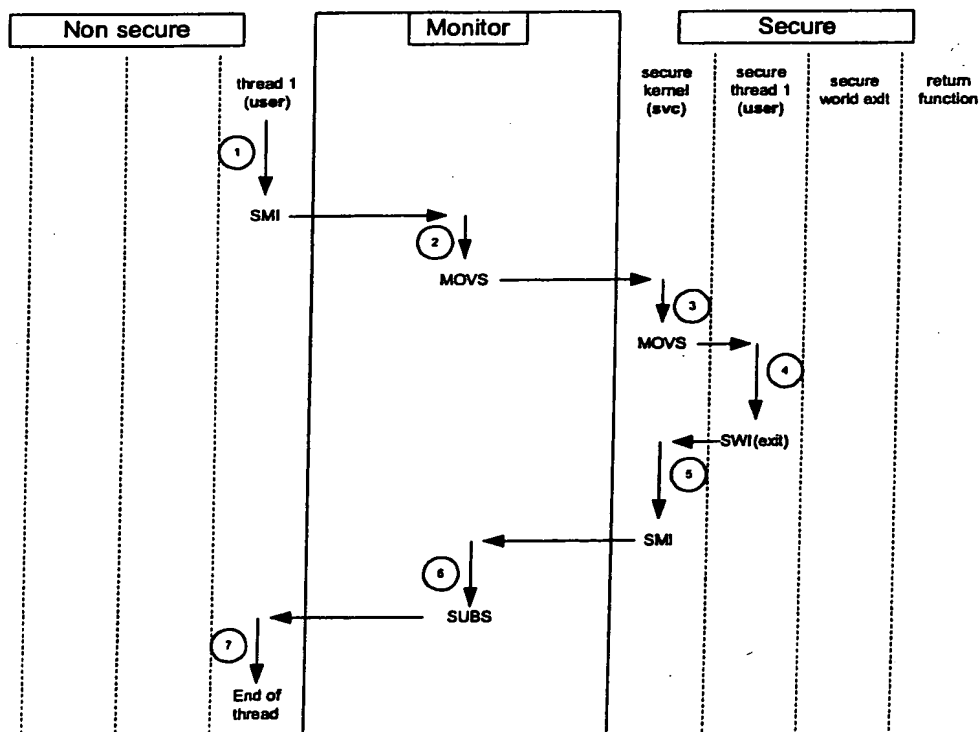 Non secure
Monitor
Secure
thread 1
(user)
secure
kernel
(svc)
secure
thread 1
(user)
secure
world exit
return
function
1
SMI
2
MOVS
3
MOVS
4
SWI(exit)
5
SMI
6
SUBS
7
End of
thread